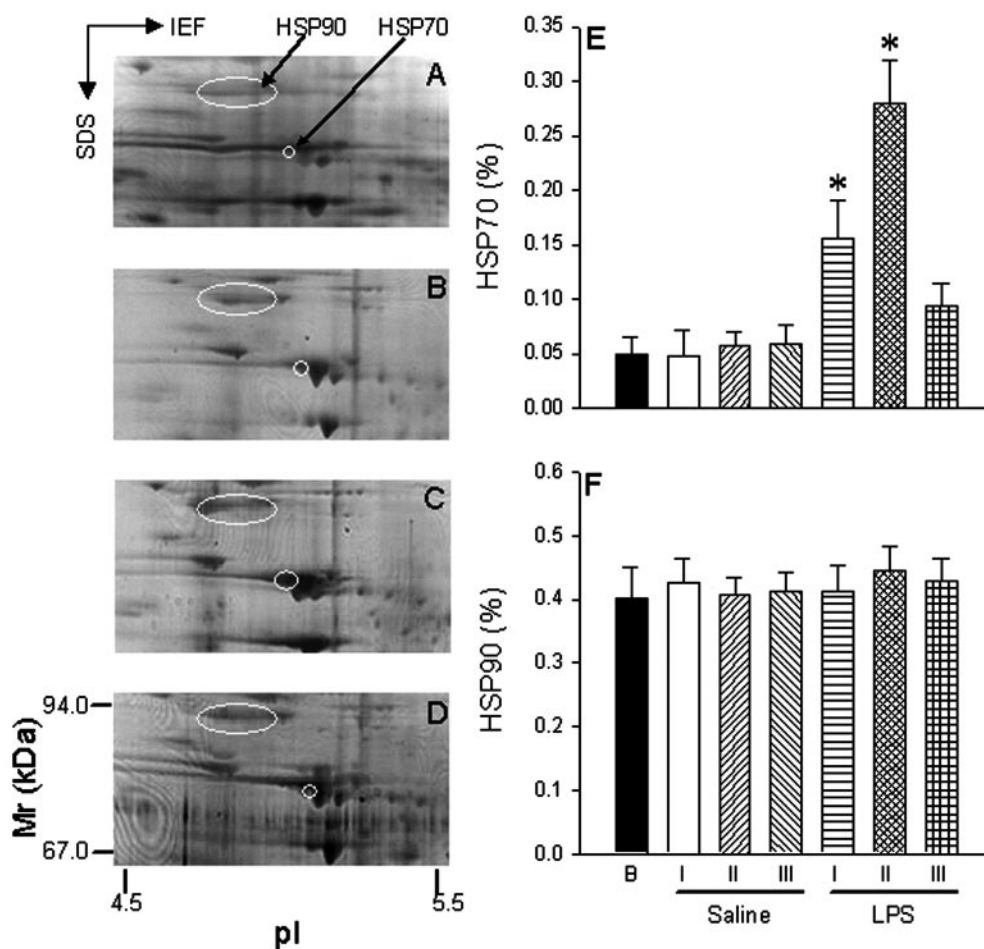 IEF HSP90 HSP70
SDS
A
B
C
D
Mr (kDa)
94.0
67.0
4.5 5.5
pI
E
HSP70 (%)
0.35
0.30
0.25
0.20
0.15
0.10
0.05
0.00
*
*
F
HSP90 (%)
0.6
0.5
0.4
0.3
0.2
0.1
0.0
B I II III I II III
Saline LPS